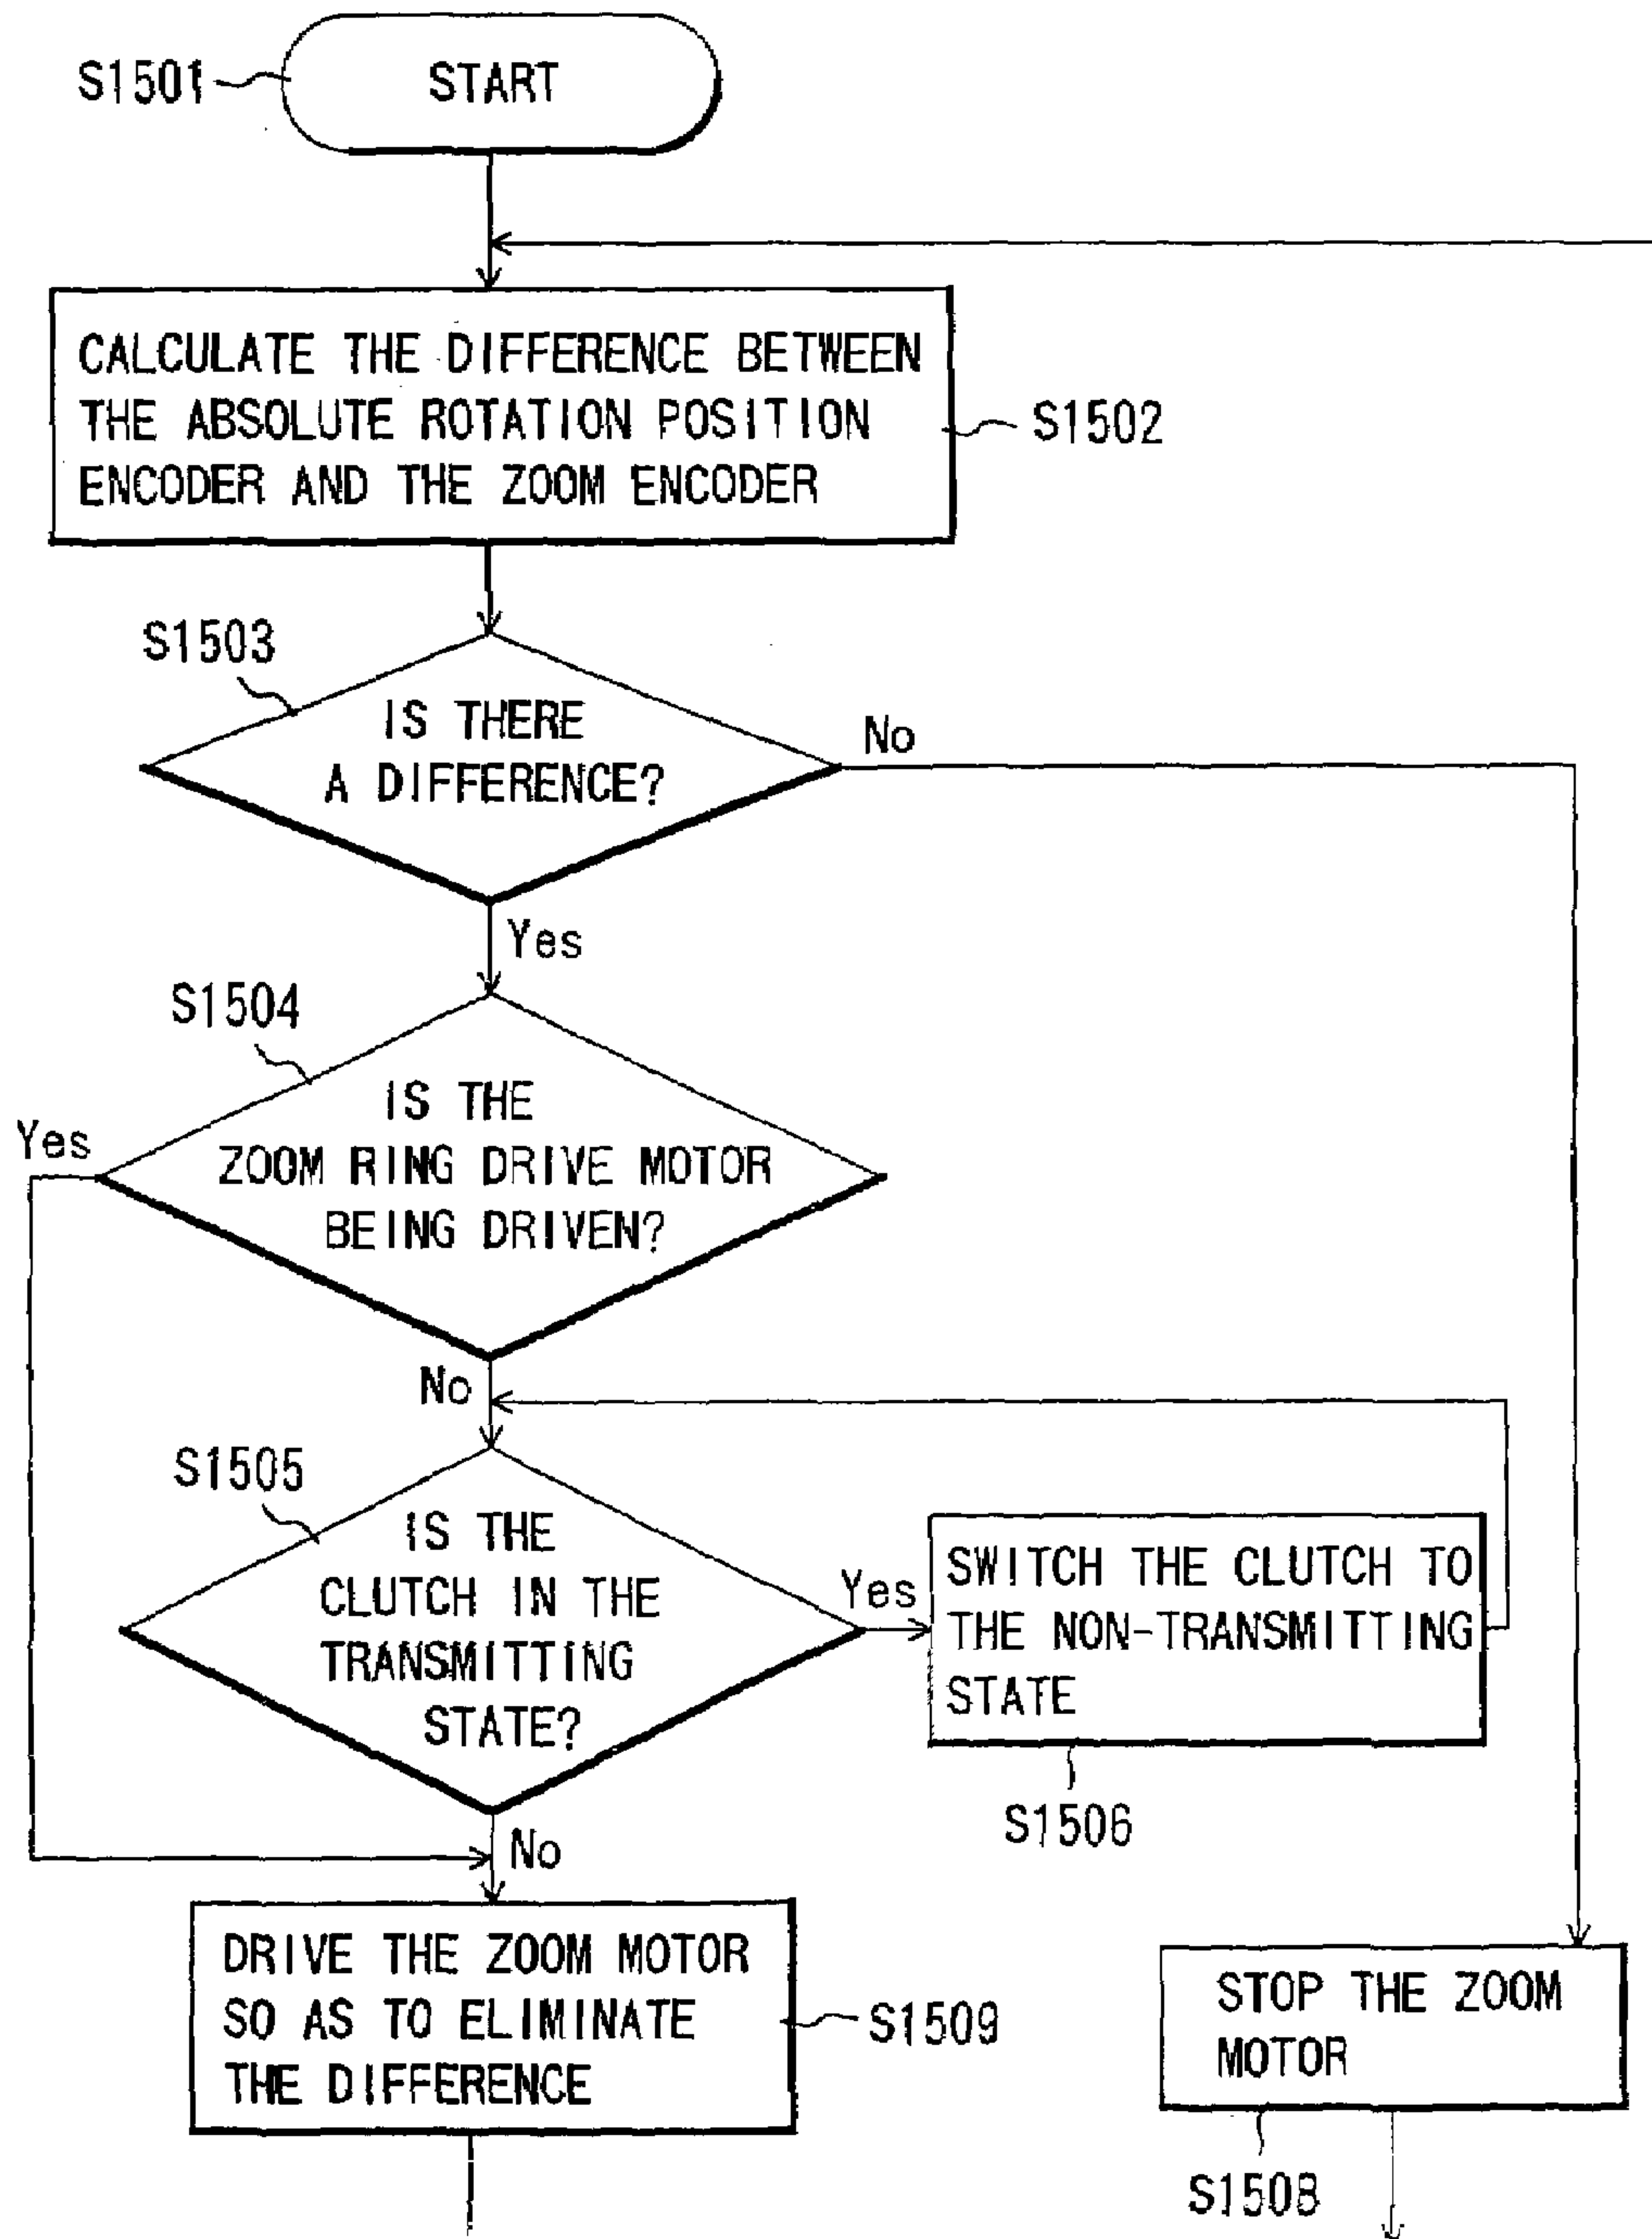 S1501
START
CALCULATE THE DIFFERENCE BETWEEN
THE ABSOLUTE ROTATION POSITION
ENCODER AND THE ZOOM ENCODER
S1502
S1503
IS THERE
A DIFFERENCE?
No
Yes
S1504
IS THE
ZOOM RING DRIVE MOTOR
BEING DRIVEN?
Yes
No
S1505
IS THE
CLUTCH IN THE
TRANSMITTING
STATE?
Yes
SWITCH THE CLUTCH TO
THE NON-TRANSMITTING
STATE
S1506
No
DRIVE THE ZOOM MOTOR
SO AS TO ELIMINATE
THE DIFFERENCE
S1509
STOP THE ZOOM
MOTOR
S1508